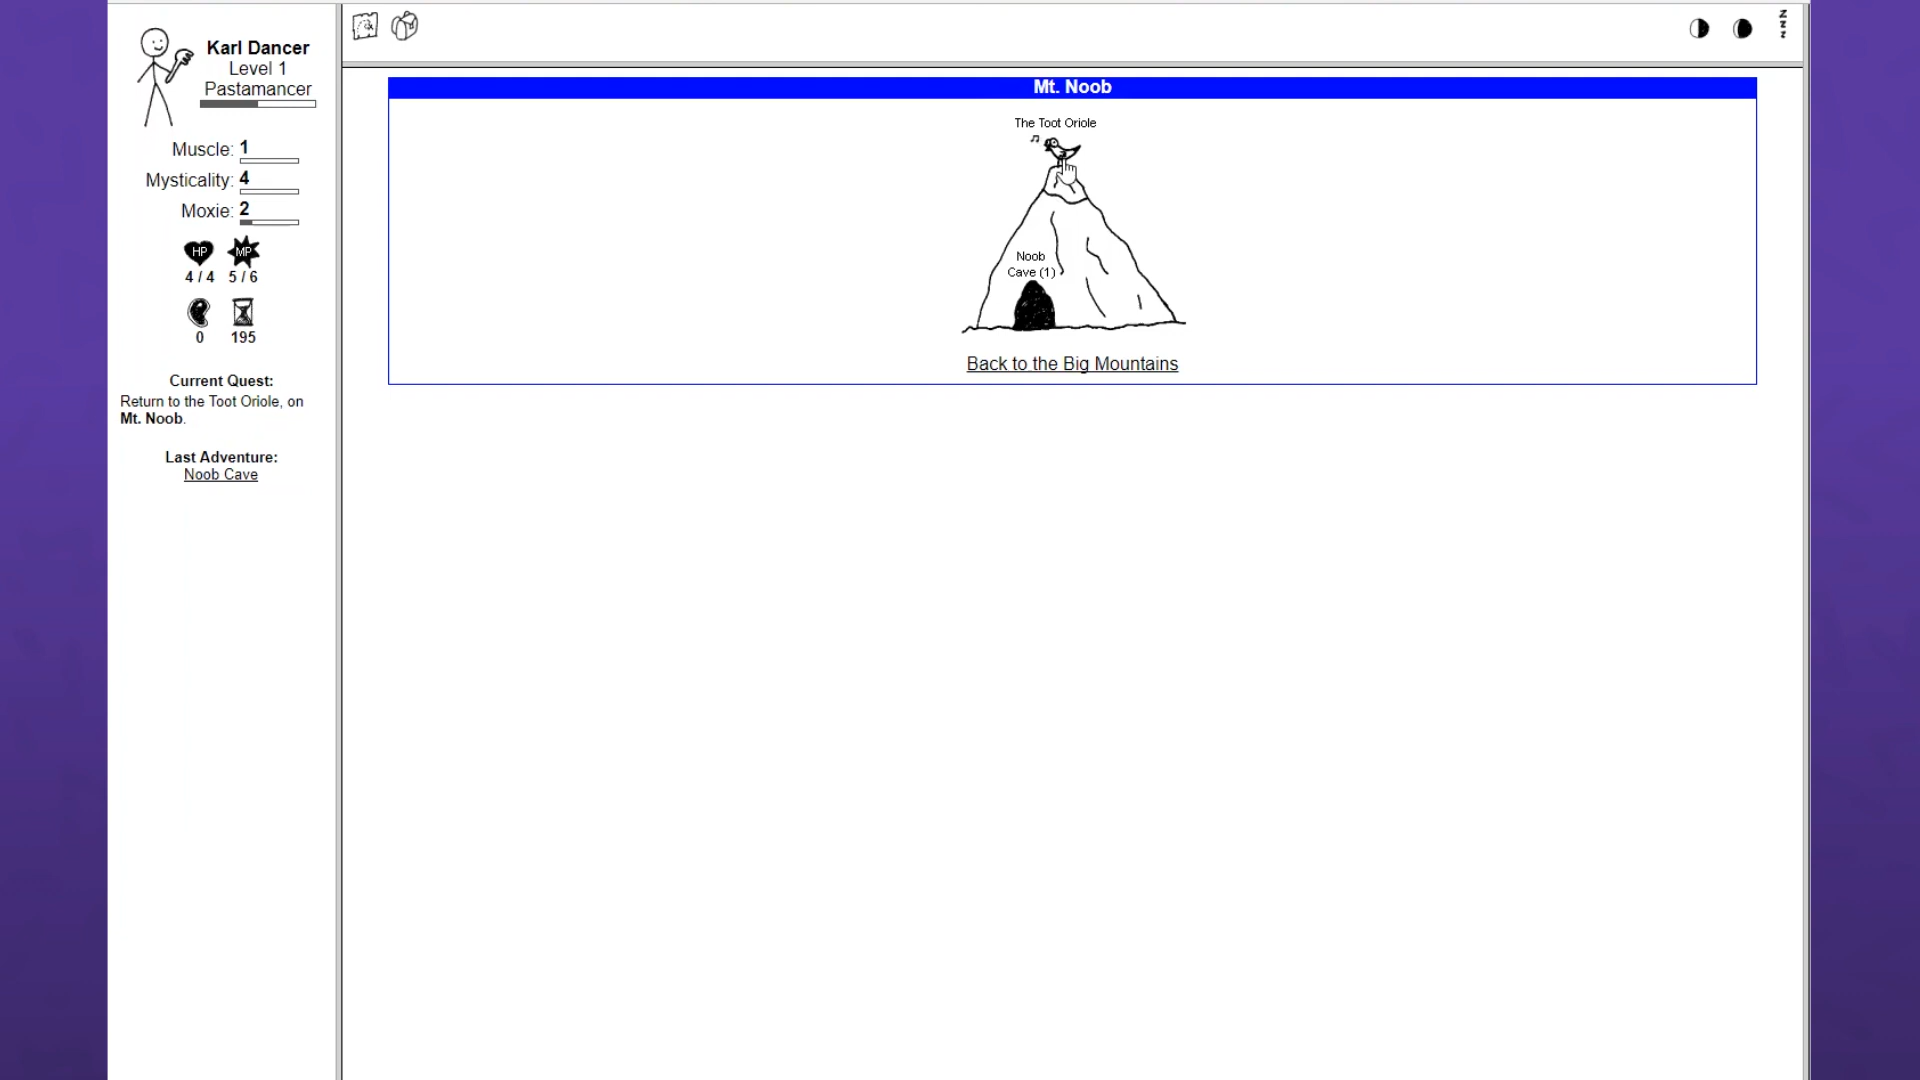 Karl Dancer
Level 1
Pastamancer
Muscle: 1
Mysticality: 4
Moxie: 2
HP MP
4 / 4 5 / 6
0 195
Current Quest:
Return to the Toot Oriole, on
Mt. Noob.
Last Adventure:
Noob Cave
z
z
z
Mt. Noob
The Toot Oriole
Noob
Cave (1)
Back to the Big Mountains